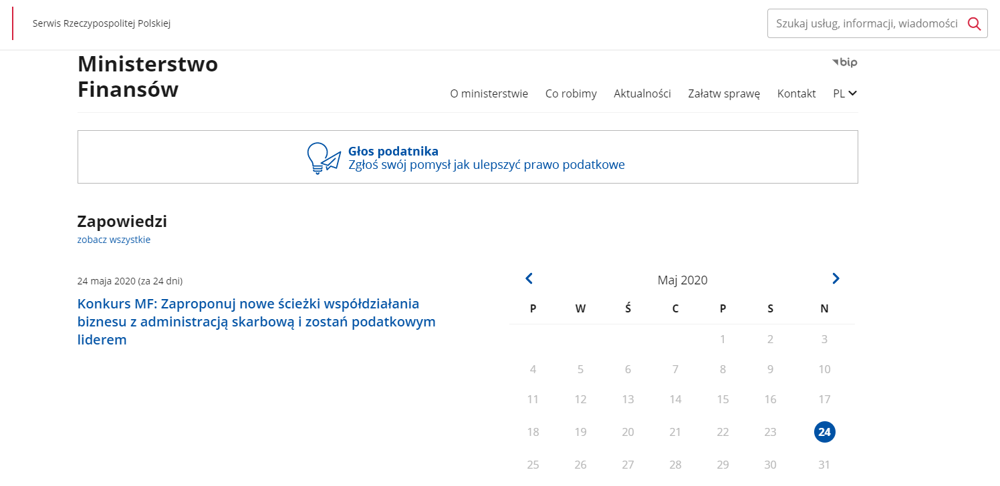 Serwis Rzeczypospolitej Polskiej
Szukaj usług, informacji, wiadomości
Ministerstwo
Finansów
bip
O ministerstwie Co robimy Aktualności Załatw sprawę Kontakt PL
Głos podatnika
Zgłoś swój pomysł jak ulepszyć prawo podatkowe
Zapowiedzi
zobacz wszystkie
24 maja 2020 (za 24 dni)
Konkurs MF: Zaproponuj nowe ścieżki współdziałania
biznesu z administracją skarbową i zostań podatkowym
liderem
Maj 2020
P W Ś C P S N
1 2 3
4 5 6 7 8 9 10
11 12 13 14 15 16 17
18 19 20 21 22 23 24
25 26 27 28 29 30 31